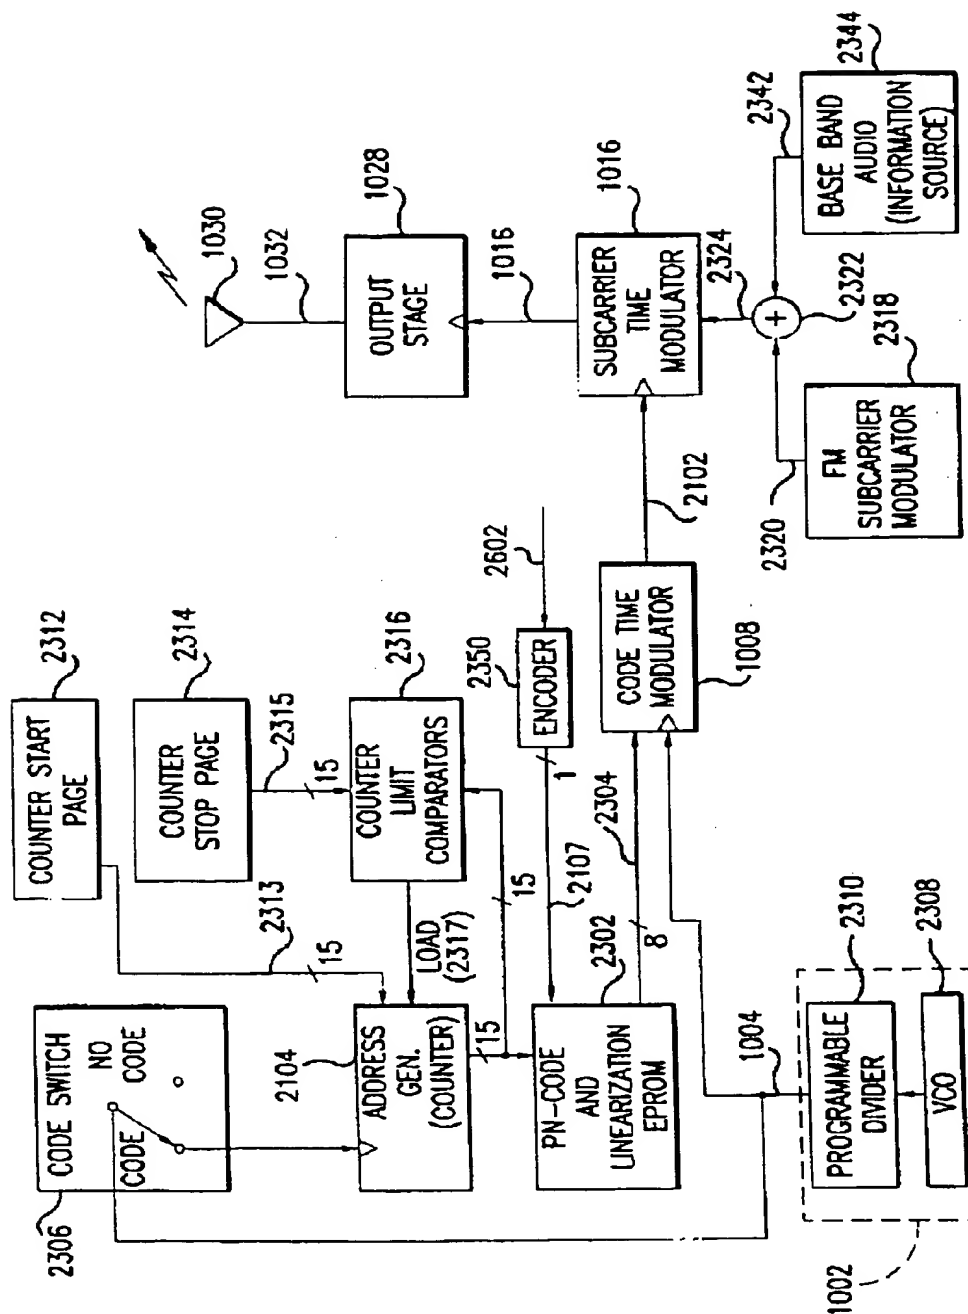 2306
CODE SWITCH
NO
CODE
CODE
2312
COUNTER START
PAGE
2313
15
2314
COUNTER
STOP PAGE
2315
15
2316
COUNTER
LIMIT
COMPARATORS
LOAD
(2317)
2104
ADDRESS
GEN.
(COUNTER)
15
15
2302
PN-CODE
AND
LINEARIZATION
EPROM
2350
ENCODER
2602
1
2107
2304
8
CODE TIME
MODULATOR
1008
2102
1030
1032
1028
OUTPUT
STAGE
1016
1016
SUBCARRIER
TIME
MODULATOR
2324
+
2322
2342
2344
BASE BAND
AUDIO
(INFORMATION
SOURCE)
2318
FM
SUBCARRIER
MODULATOR
2320
1004
2310
PROGRAMMABLE
DIVIDER
2308
VCO
1002